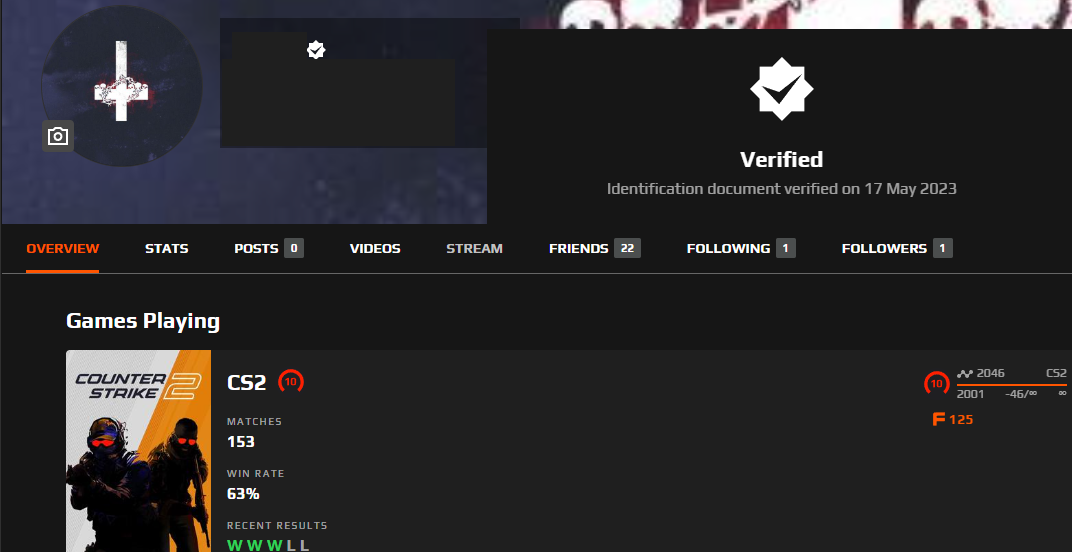 Verified
Identification document verified on 17 May 2023
OVERVIEW STATS POSTS 0 VIDEOS STREAM FRIENDS 22 FOLLOWING 1 FOLLOWERS 1
Games Playing
COUNTER
STRIKE 2
CS2 10
MATCHES
153
WIN RATE
63%
RECENT RESULTS
W W W L L
10 2046 CS2
2001 -46/∞ ∞
125